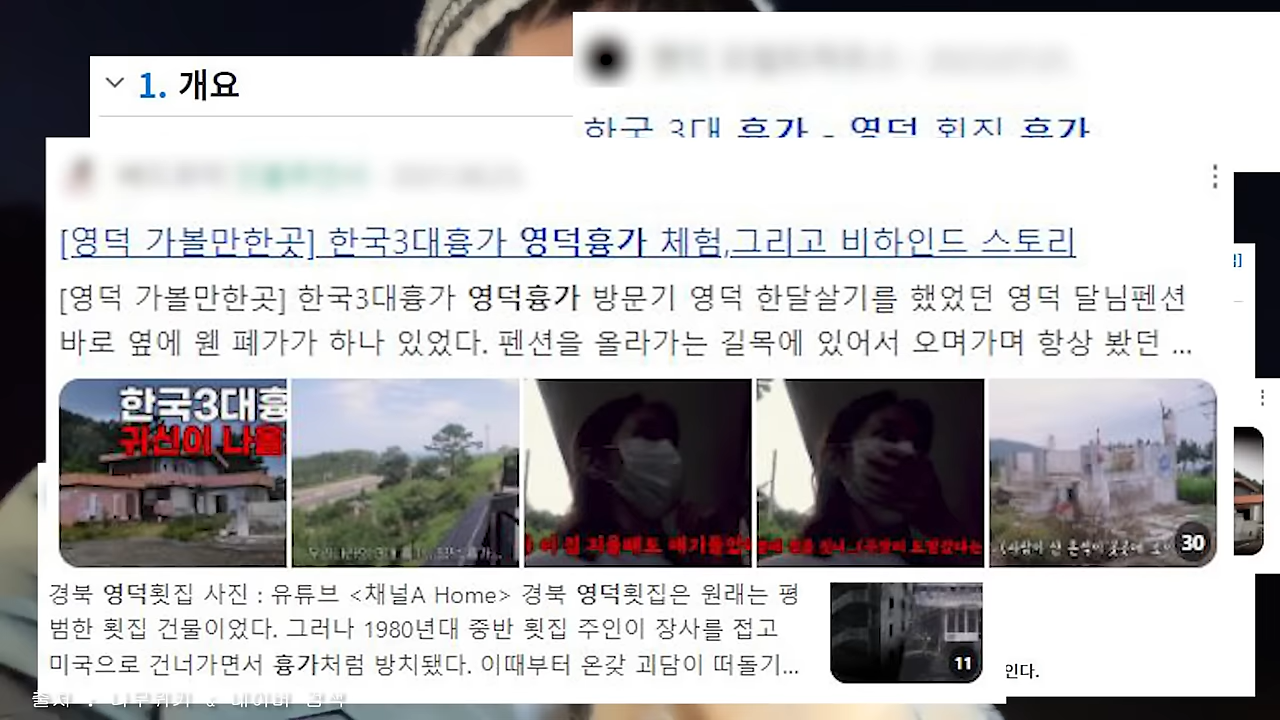 1. 개요
한국 3대 흉가 - 영덕 횟집 흉가
[영덕 가볼만한곳] 한국3대흉가 영덕흉가 체험,그리고 비하인드 스토리
[영덕 가볼만한곳] 한국3대흉가 영덕흉가 방문기 영덕 한달살기를 했었던 영덕 달님펜션
바로 옆에 웬 폐가가 하나 있었다. 펜션을 올라가는 길목에 있어서 오며가며 항상 봤던 ...
한국3대흉
귀신이 나올
30
경북 영덕횟집 사진 : 유튜브 <채널A Home> 경북 영덕횟집은 원래는 평
범한 횟집 건물이었다. 그러나 1980년대 중반 횟집 주인이 장사를 접고
미국으로 건너가면서 흉가처럼 방치됐다. 이때부터 온갖 괴담이 떠돌기...
11
인다.
출처 : 나무위키 & 네이버 검색